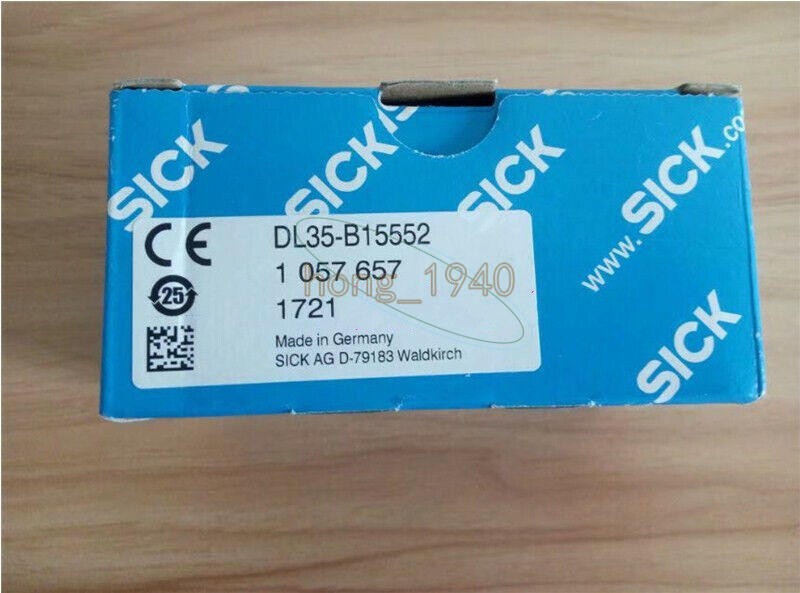 SICK
SICK
SICK
SICK
www.
SICK.co
SICK
DL35-B15552
1 057 657
hong_1940
25
1721
Made in Germany
SICK AG D-79183 Waldkirch
CE